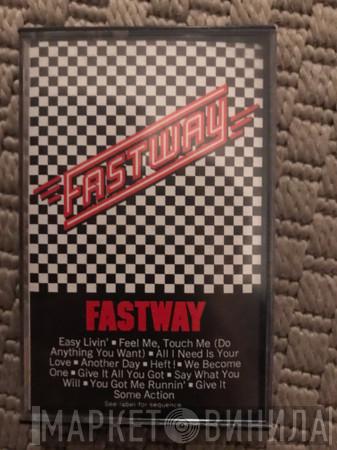 FASTWAY
FASTWAY
Easy Livin' ▪ Feel Me, Touch Me (Do
Anything You Want) ▪ All I Need Is Your
Love ▪ Another Day ▪ Heft! ▪ We Become
One ▪ Give It All You Got ▪ Say What You
Will ▪ You Got Me Runnin' ▪ Give It
Some Action
See label for sequence
МАРКЕТ ВИНИЛА